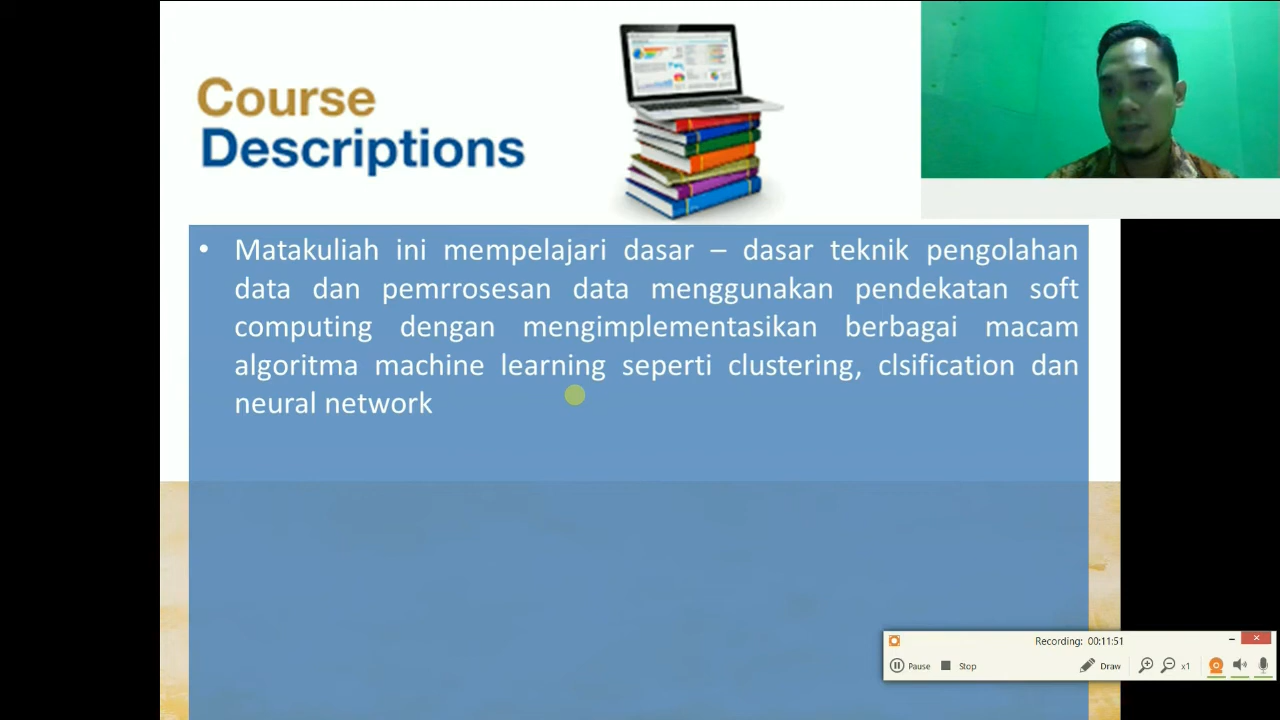 Course
Descriptions
• Matakuliah ini mempelajari dasar – dasar teknik pengolahan
data dan pemrrosesan data menggunakan pendekatan soft
computing dengan mengimplementasikan berbagai macam
algoritma machine learning seperti clustering, clsification dan
neural network
Recording: 00:11:51
Pause Stop Draw x1